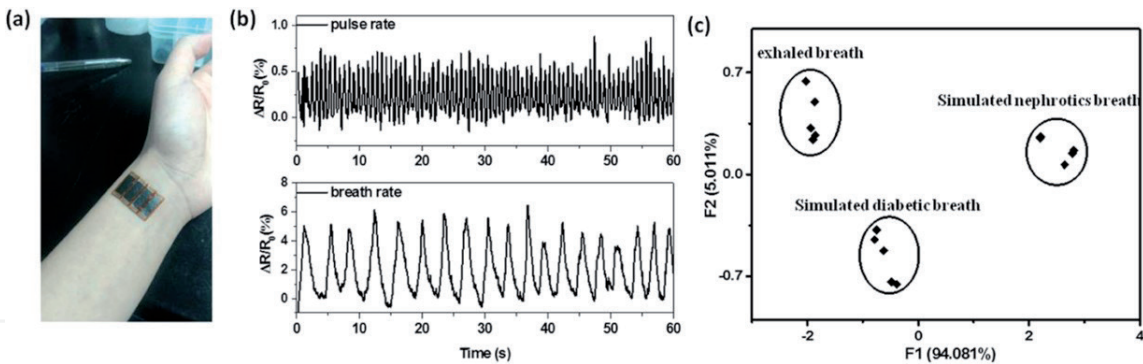 (a)
(b)
1.0
pulse rate
0.5
0.0
ΔR/R₀(%)
0 10 20 30 40 50 60
8
breath rate
6
4
2
0
ΔR/R₀(%)
0 10 20 30 40 50 60
Time (s)
(c)
exhaled breath
0.7
Simulated nephrotics breath
0.0
F2 (5.011%)
Simulated diabetic breath
-0.7
-2 0 2 4
F1 (94.081%)